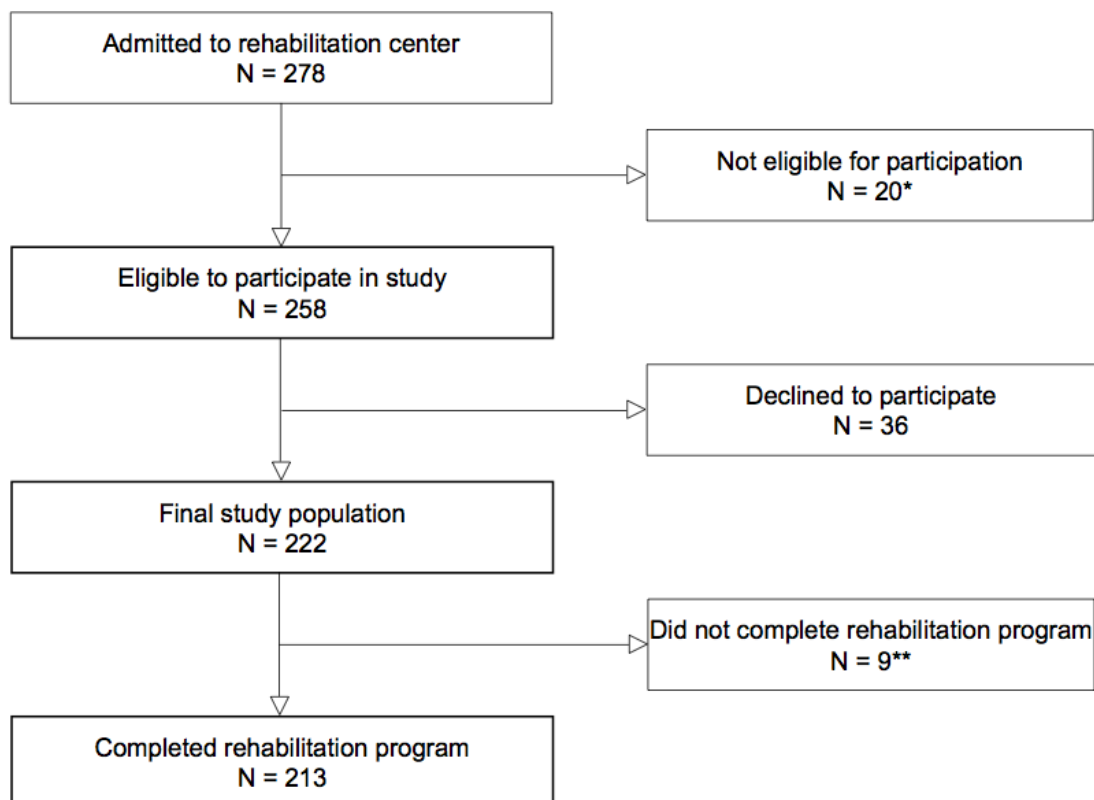 Admitted to rehabilitation center
N = 278
Not eligible for participation
N = 20*
Eligible to participate in study
N = 258
Declined to participate
N = 36
Final study population
N = 222
Did not complete rehabilitation program
N = 9**
Completed rehabilitation program
N = 213